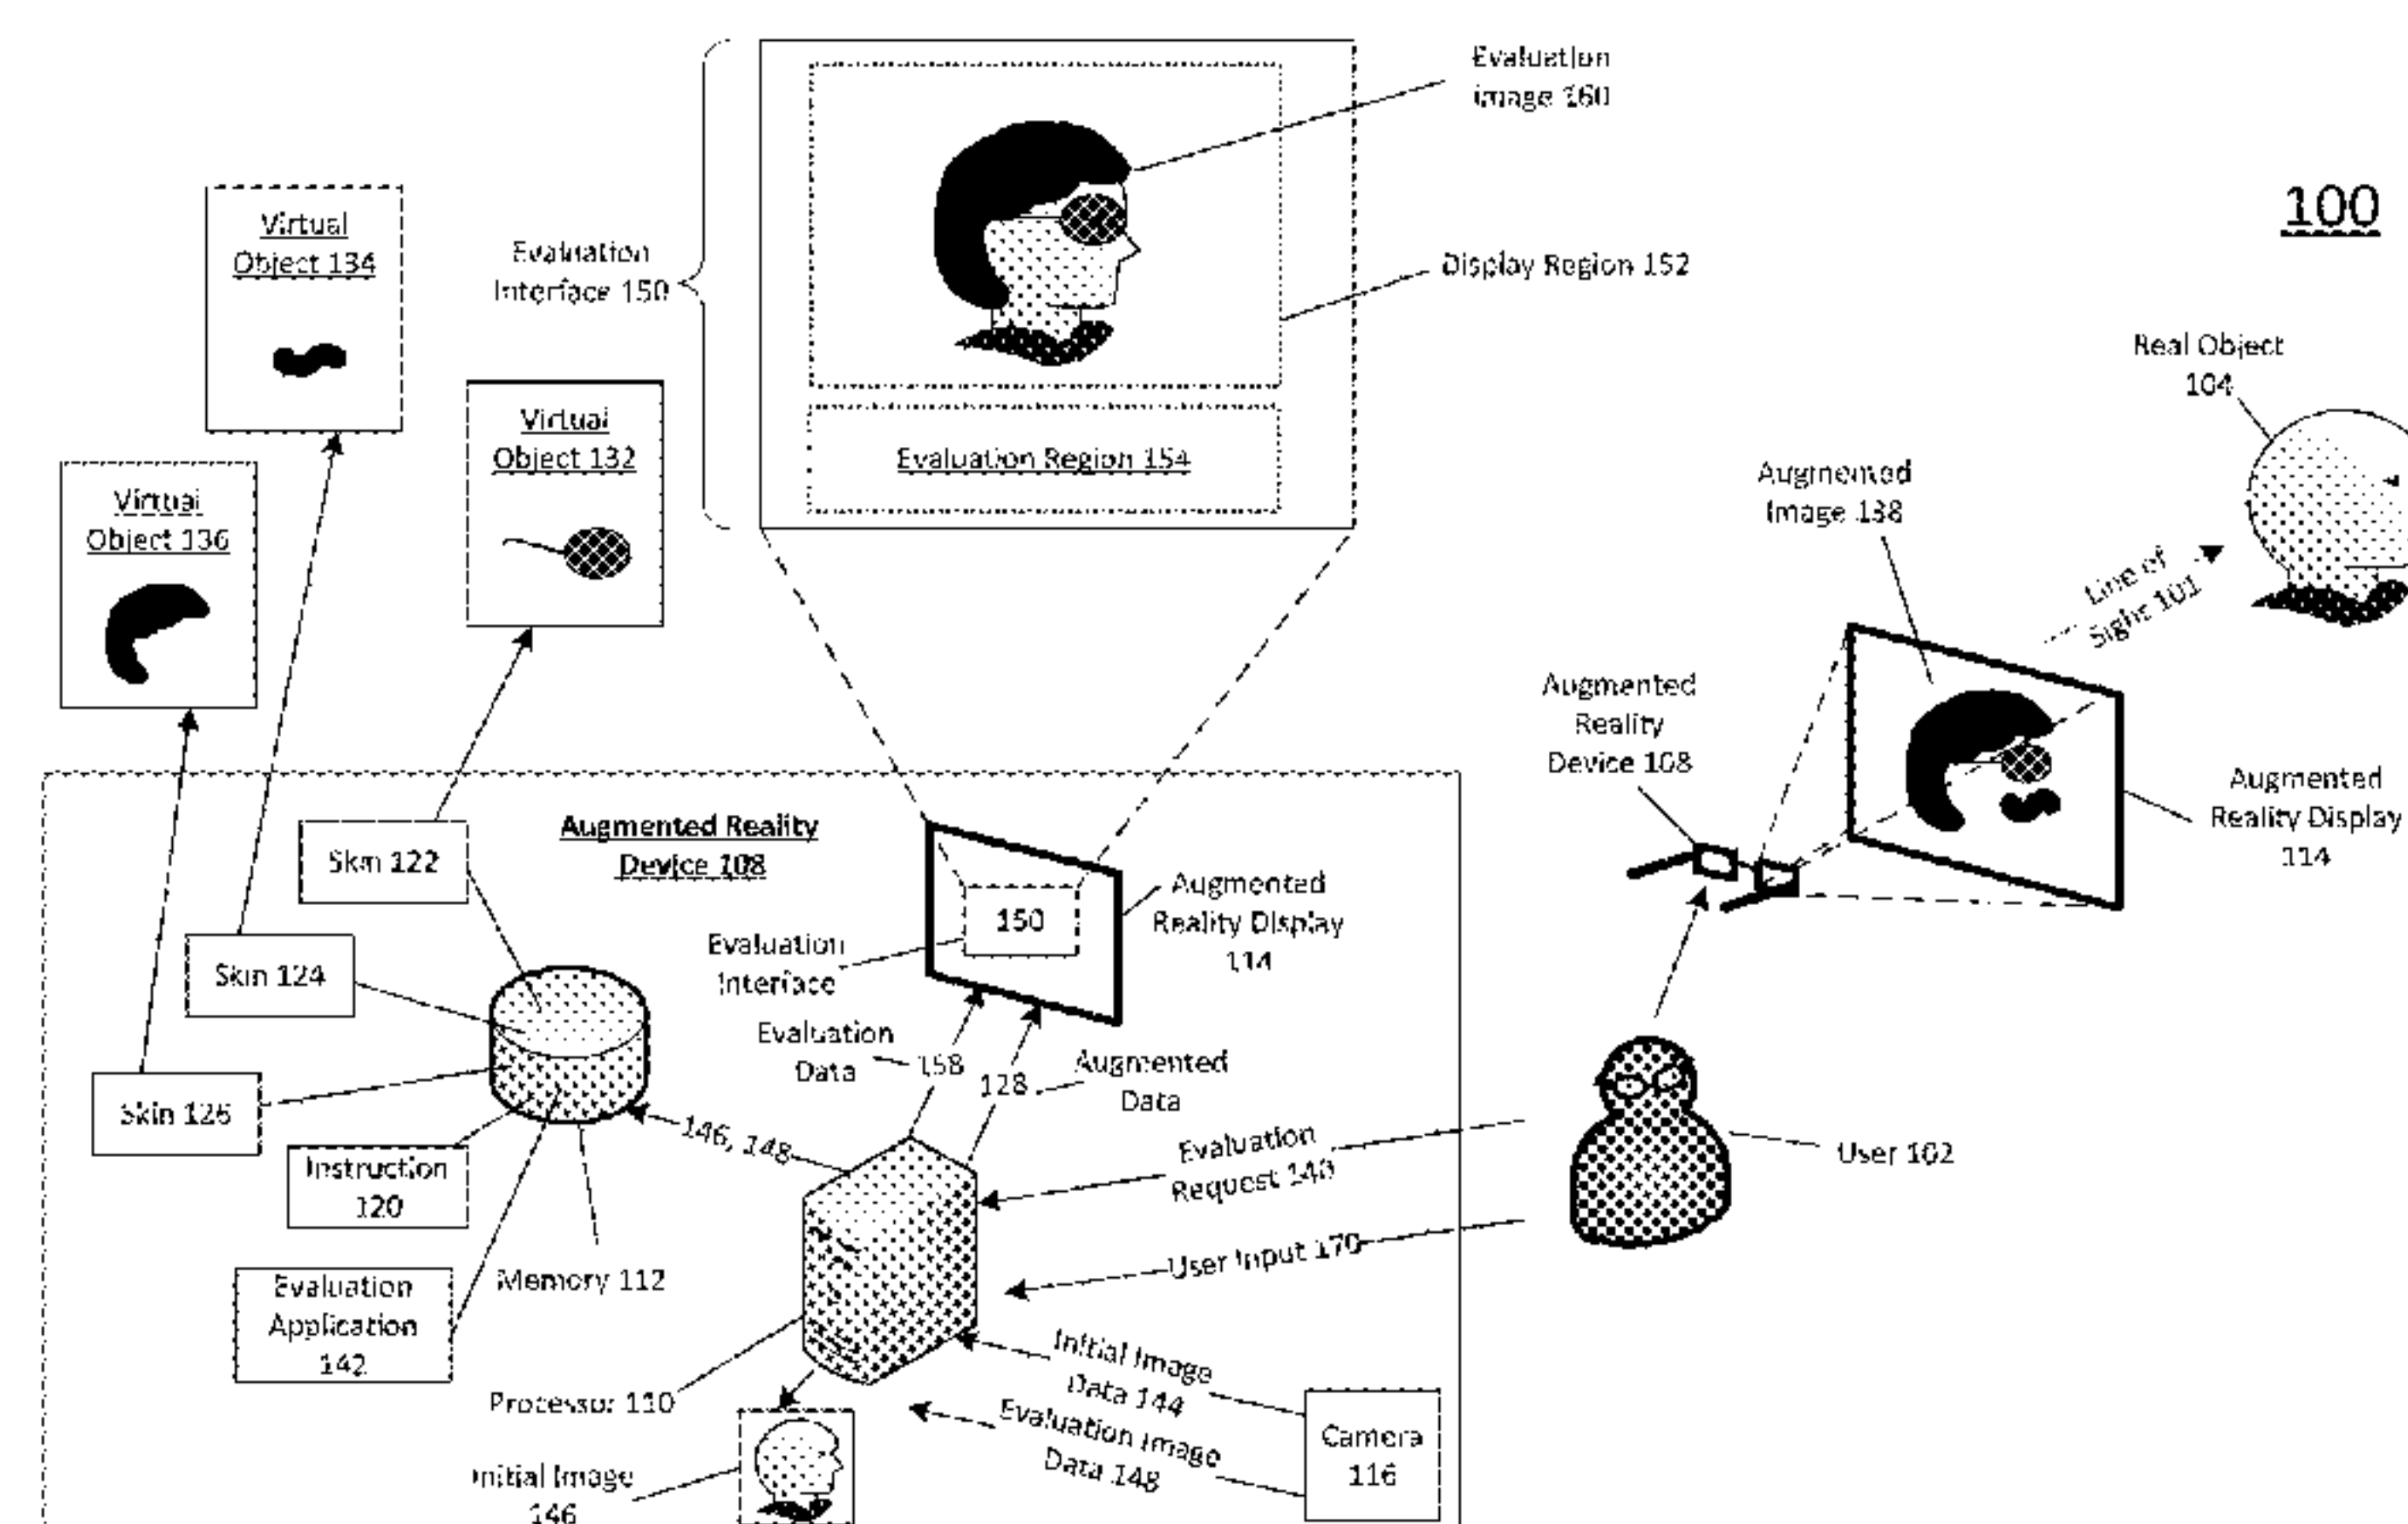 Evaluation
image 160
100
Virtual
Object 134
Evaluation
Interface 150
Display Region 152
Real Object
104
Virtual
Object 132
Evaluation Region 154
Augmented
Image 138
Virtual
Object 136
Line of
Sight 101
Augmented
Reality
Device 108
Augmented
Reality Display
114
Augmented Reality
Device 108
Skin 122
Augmented
Reality Display
114
150
Evaluation
Interface
Skin 124
Evaluation
Data
158
128
Augmented
Data
Skin 126
146, 148
Evaluation
Request 140
User 102
Instruction
120
User Input 170
Memory 112
Evaluation
Application
142
Initial Image
Data 144
Processor 110
Evaluation Image
Data 148
Camera
116
Initial Image
146